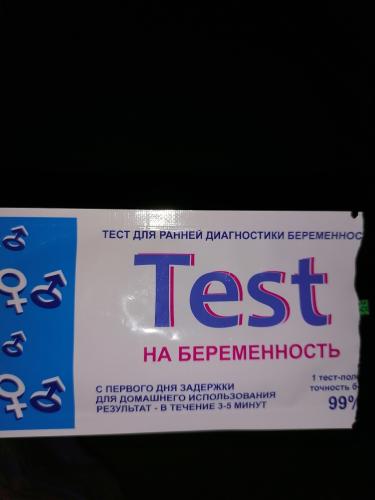 ТЕСТ ДЛЯ РАННЕЙ ДИАГНОСТИКИ БЕРЕМЕННОС
Test
НА БЕРЕМЕННОСТЬ
С ПЕРВОГО ДНЯ ЗАДЕРЖКИ
ДЛЯ ДОМАШНЕГО ИСПОЛЬЗОВАНИЯ
РЕЗУЛЬТАТ - В ТЕЧЕНИЕ 3-5 МИНУТ
1 тест-поло
точность б
99%